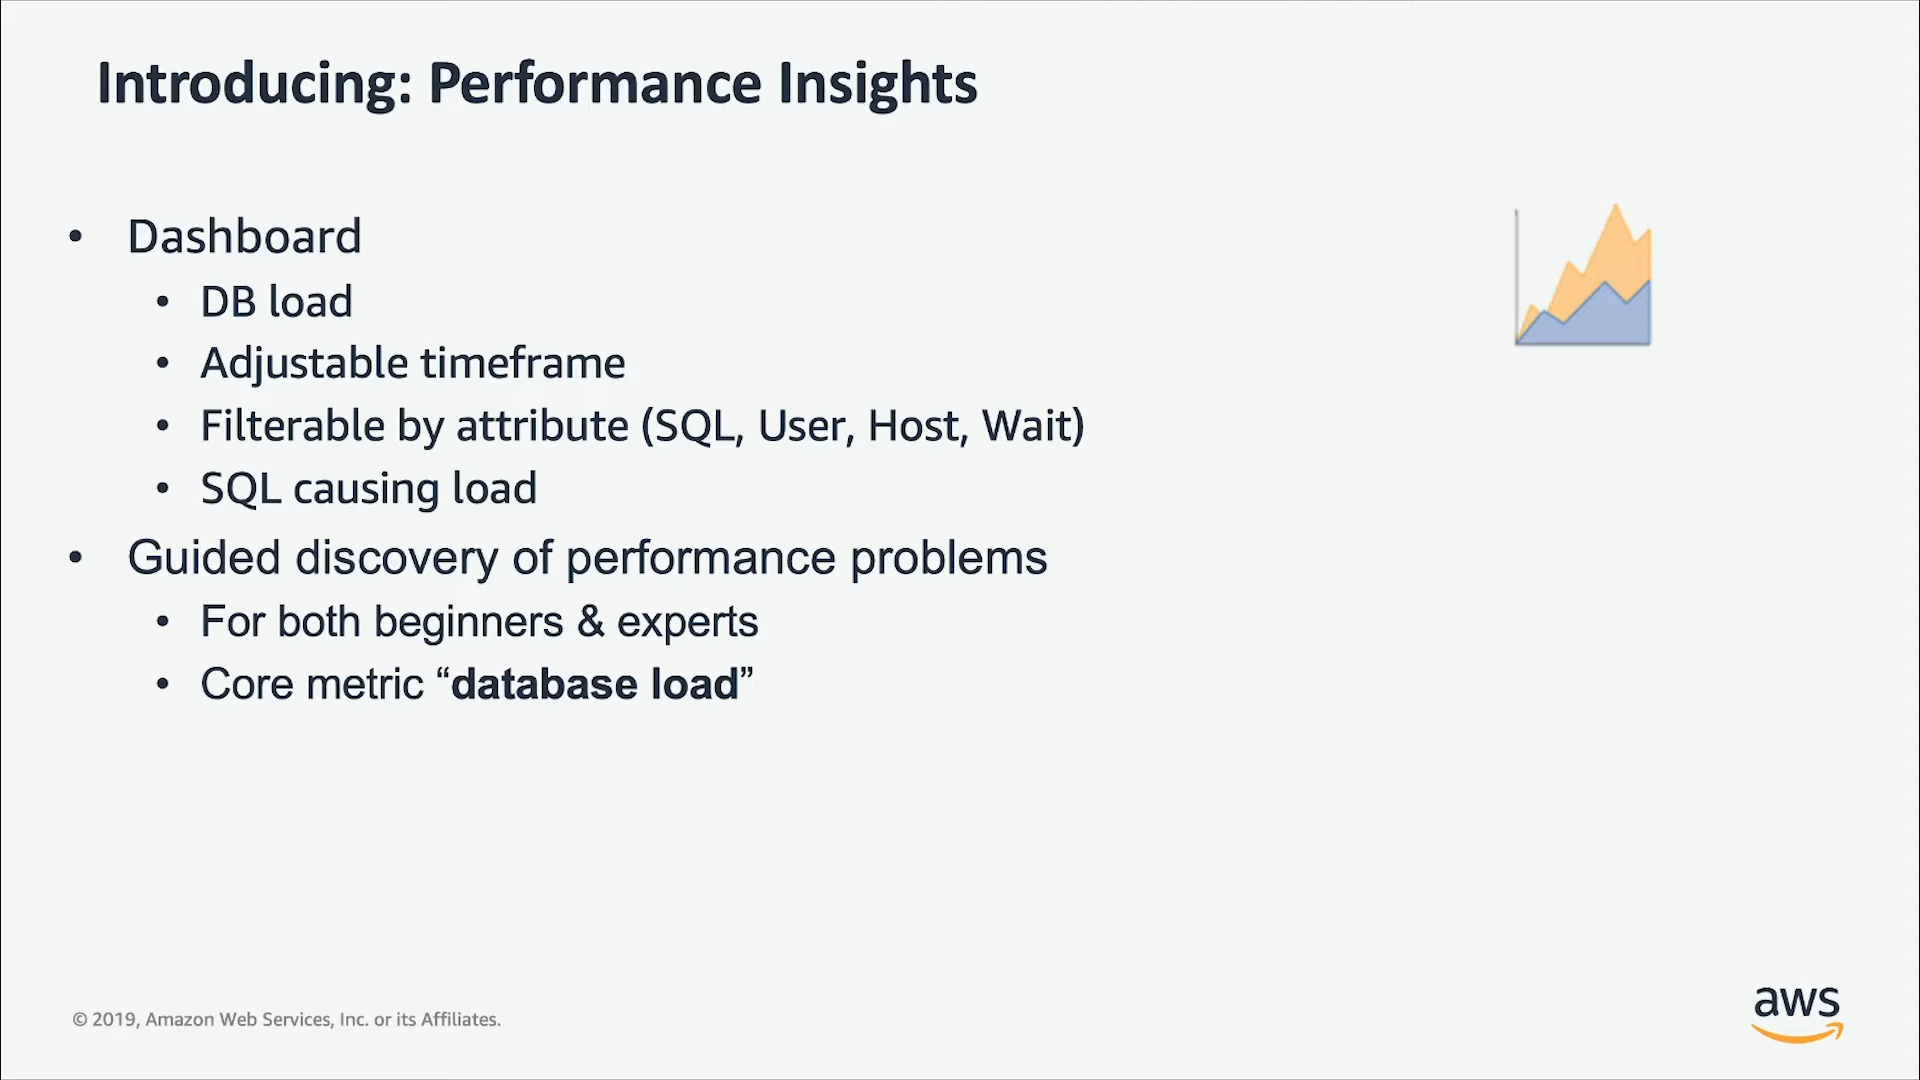 Introducing: Performance Insights
• Dashboard
• DB load
• Adjustable timeframe
• Filterable by attribute (SQL, User, Host, Wait)
• SQL causing load
• Guided discovery of performance problems
• For both beginners & experts
• Core metric “database load”
© 2019, Amazon Web Services, Inc. or its Affiliates.
aws